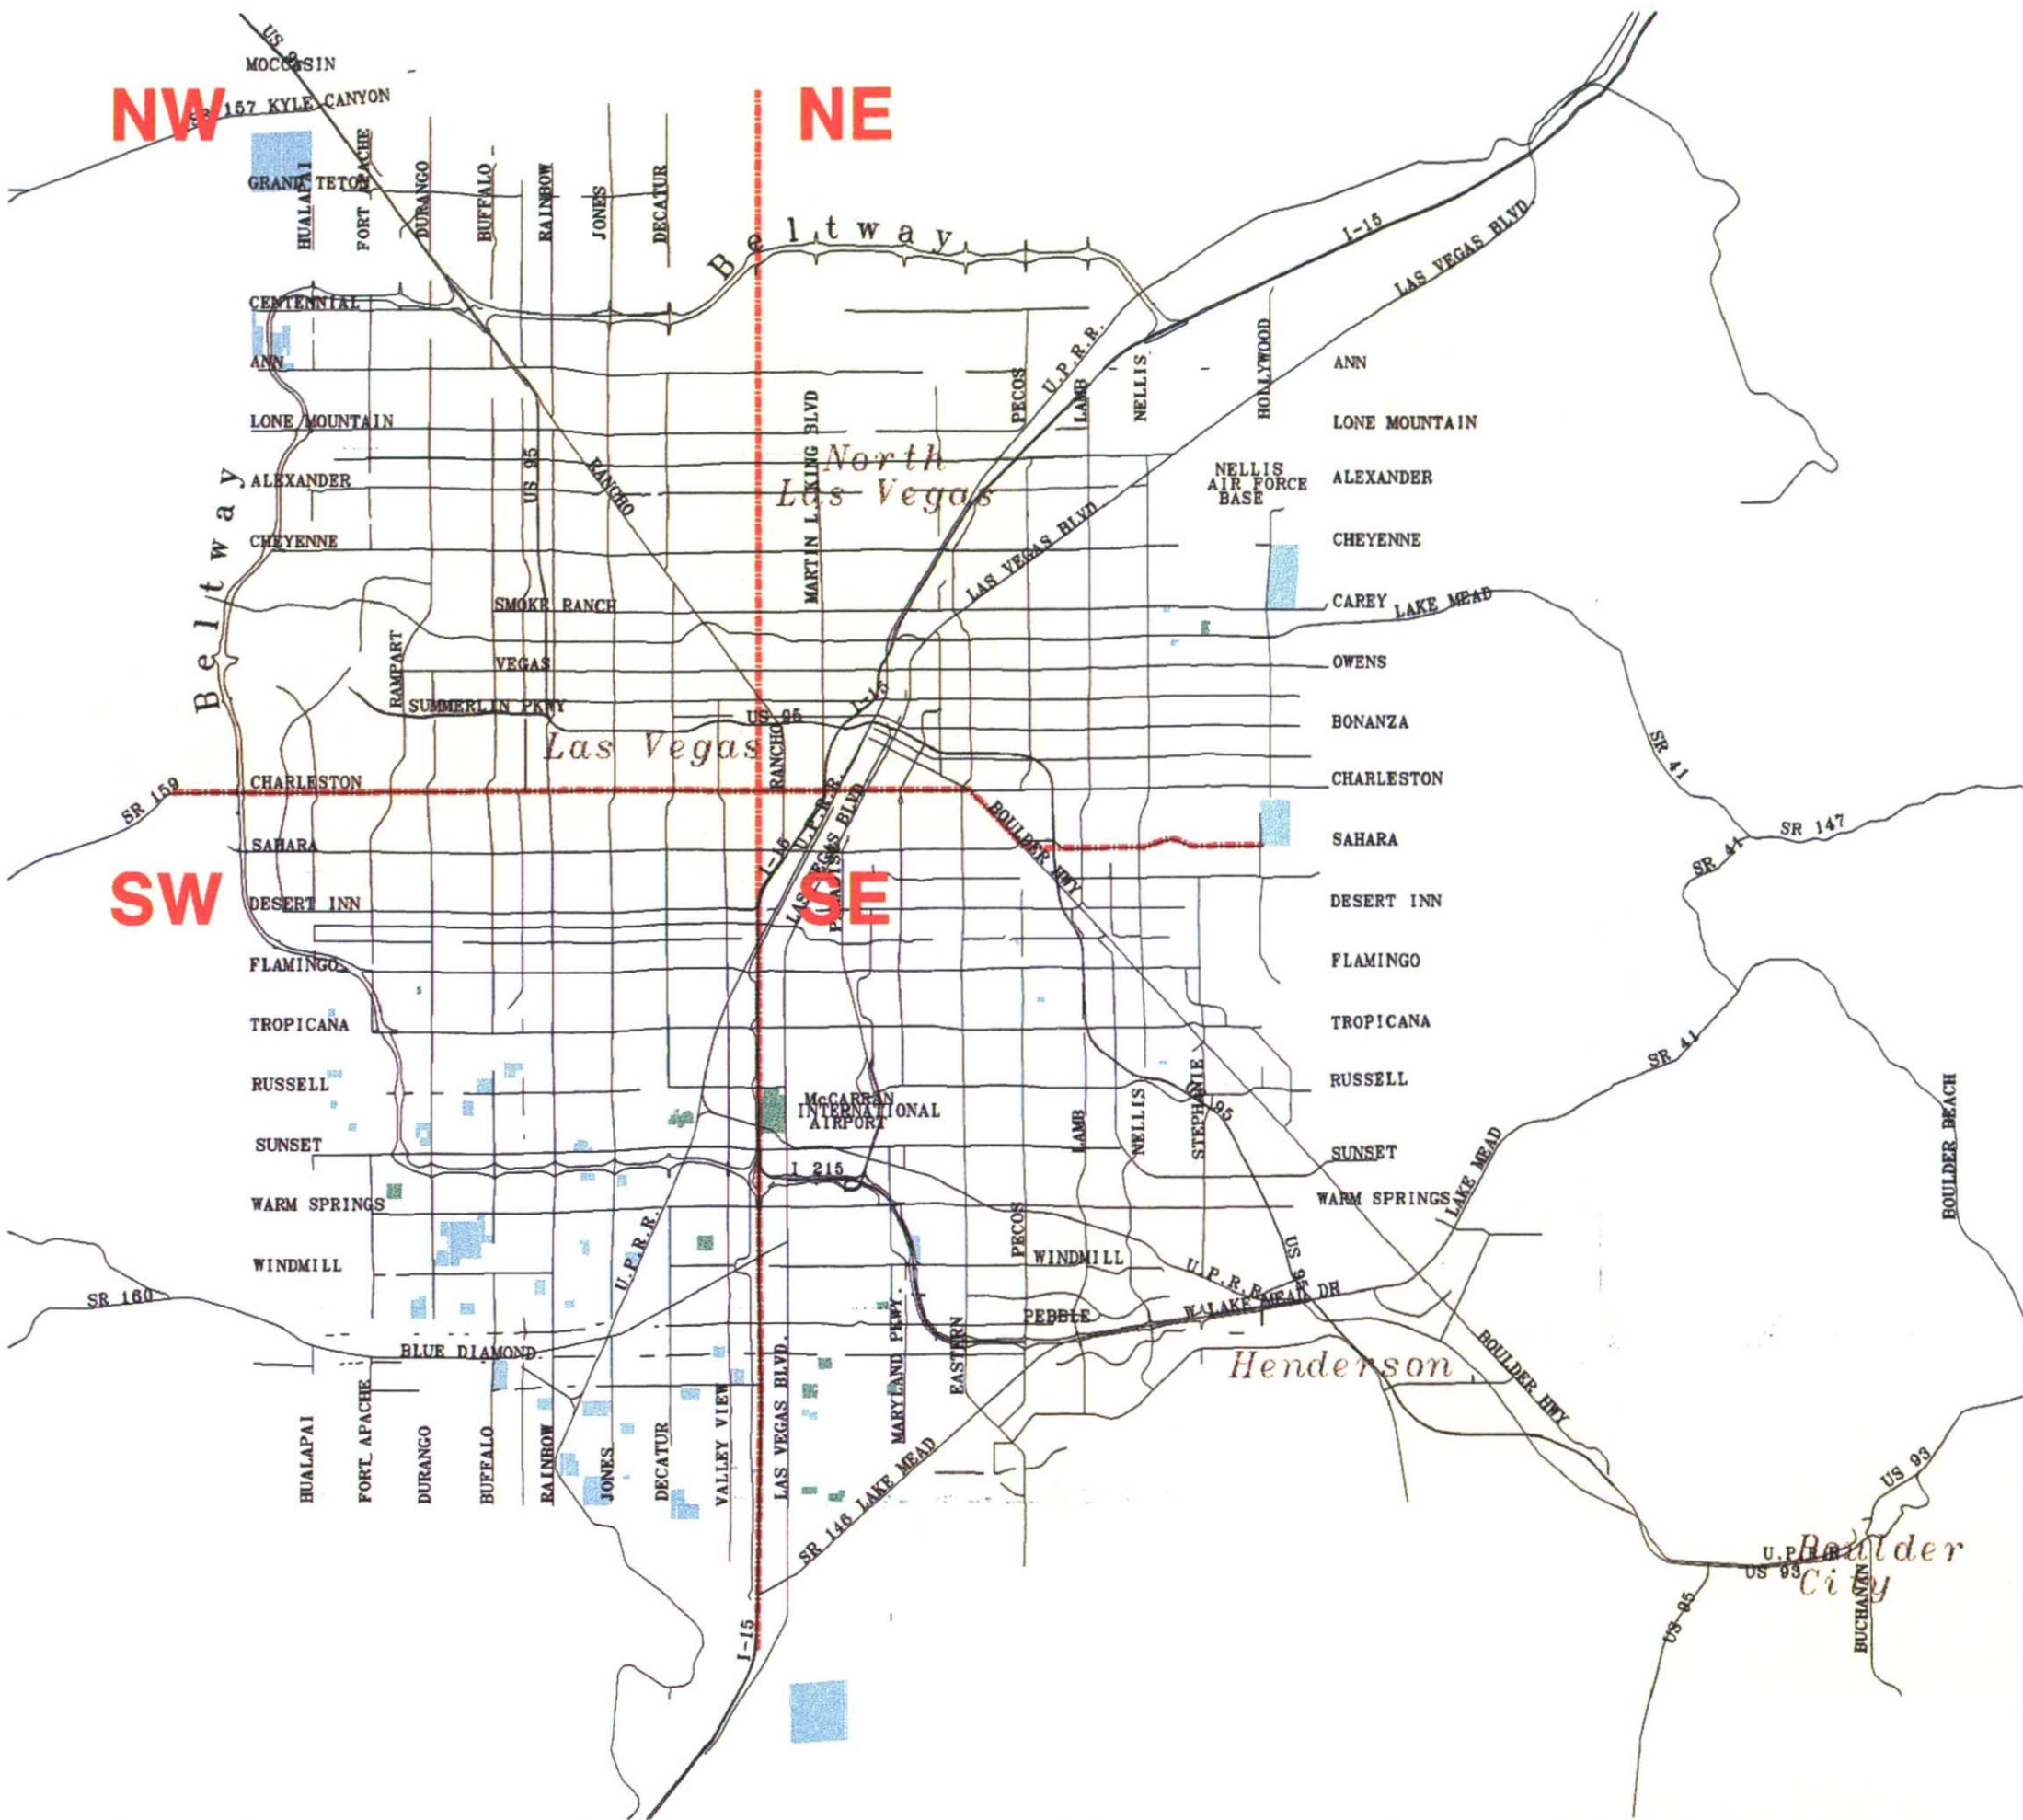 US 95
MOCCASIN
SR 157 KYLE CANYON
NW
NE
GRAND TETON
HUALAPAI
FORT APACHE
DURANGO
BUFFALO
RAINBOW
JONES
DECATUR
Beltway
I-15
LAS VEGAS BLVD.
CENTENNIAL
ANN
LONE MOUNTAIN
ALEXANDER
CHEYENNE
Beltway
US 95
RANCHO
MARTIN L. KING BLVD
North
Las Vegas
PECOS
U.P.R.R.
LAMB
NELLIS
HOLLYWOOD
ANN
LONE MOUNTAIN
NELLIS
AIR FORCE
BASE
ALEXANDER
CHEYENNE
LAS VEGAS BLVD.
SMOKE RANCH
CAREY
LAKE MEAD
RAMPART
VEGAS
OWENS
SUMMERLIN PKWY
US 95
I-15
BONANZA
Las Vegas
RANCHO
SR 41
SR 159
CHARLESTON
CHARLESTON
U.P.R.R.
LAS VEGAS BLVD.
BOULDER HWY
I-15
PARADISE
SAHARA
SAHARA
SR 147
SR 41
SW
SE
DESERT INN
DESERT INN
FLAMINGO
FLAMINGO
TROPICANA
TROPICANA
SR 41
RUSSELL
RUSSELL
McCARRAN
INTERNATIONAL
AIRPORT
LAMB
NELLIS
STEPHANIE
95
BOULDER BEACH
SUNSET
SUNSET
I 215
LAKE MEAD
WARM SPRINGS
WARM SPRINGS
U.P.R.R.
PECOS
WINDMILL
WINDMILL
U.P.R.R.
US 95
SR 160
W. LAKE MEAD DR
PEBBLE
BLUE DIAMOND
MARYLAND PKWY.
EASTERN
Henderson
BOULDER HWY
HUALAPAI
FORT APACHE
DURANGO
BUFFALO
RAINBOW
JONES
DECATUR
VALLEY VIEW
LAS VEGAS BLVD.
SR 146 LAKE MEAD
US 93
U.P.R.R.
US 93
Boulder
City
US 95
BUCHANAN
I-15